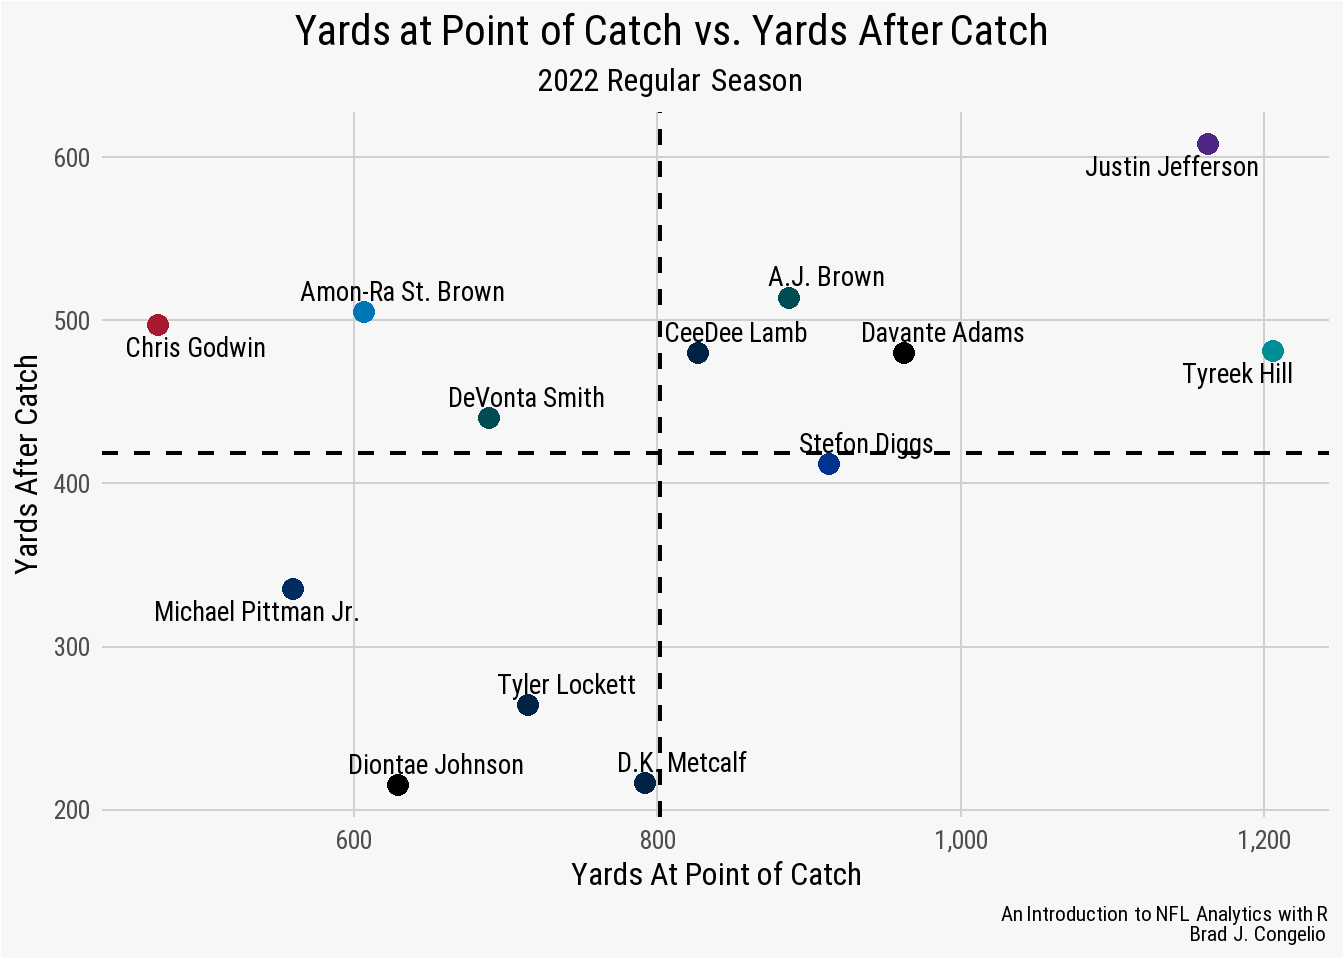 Yards at Point of Catch vs. Yards After Catch
2022 Regular Season
600
Justin Jefferson
A.J. Brown
Amon-Ra St. Brown
500
CeeDee Lamb
Davante Adams
Chris Godwin
Tyreek Hill
DeVonta Smith
Stefon Diggs
400
Yards After Catch
Michael Pittman Jr.
300
Tyler Lockett
D.K. Metcalf
Diontae Johnson
200
600
800
1,000
1,200
Yards At Point of Catch
An Introduction to NFL Analytics with R
Brad J. Congelio